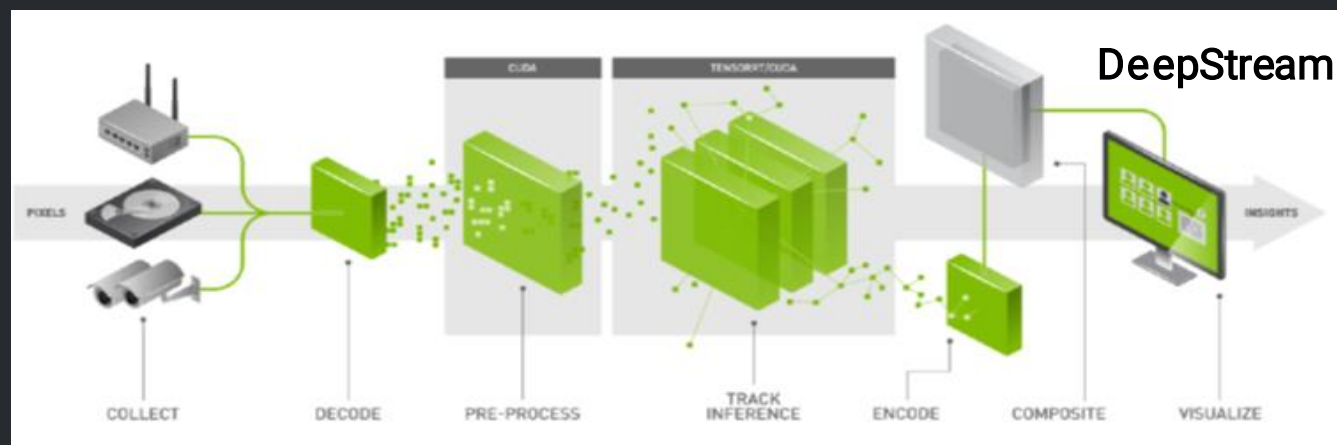 DeepStream
CUDA
TENSORRT/CUDA
PIXELS
INSIGHTS
COLLECT
DECODE
PRE-PROCESS
TRACK
INFERENCE
ENCODE
COMPOSITE
VISUALIZE